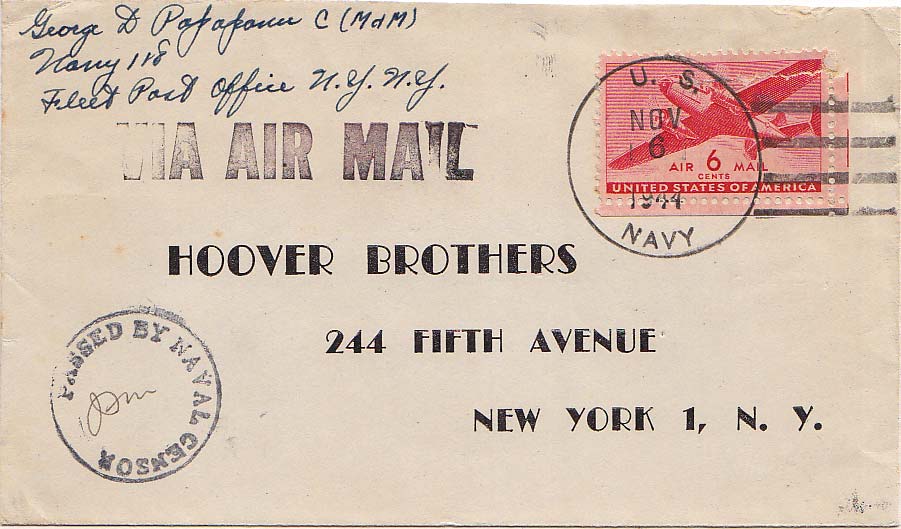 George D C (MdM)
Navy 118
Fleet Post Office N.Y. N.Y.
VIA AIR MAIL
U. S.
NOV
6
1944
NAVY
AIR 6 MAIL
CENTS
UNITED STATES OF AMERICA
HOOVER BROTHERS
244 FIFTH AVENUE
NEW YORK 1, N. Y.
PASSED BY NAVAL CENSOR